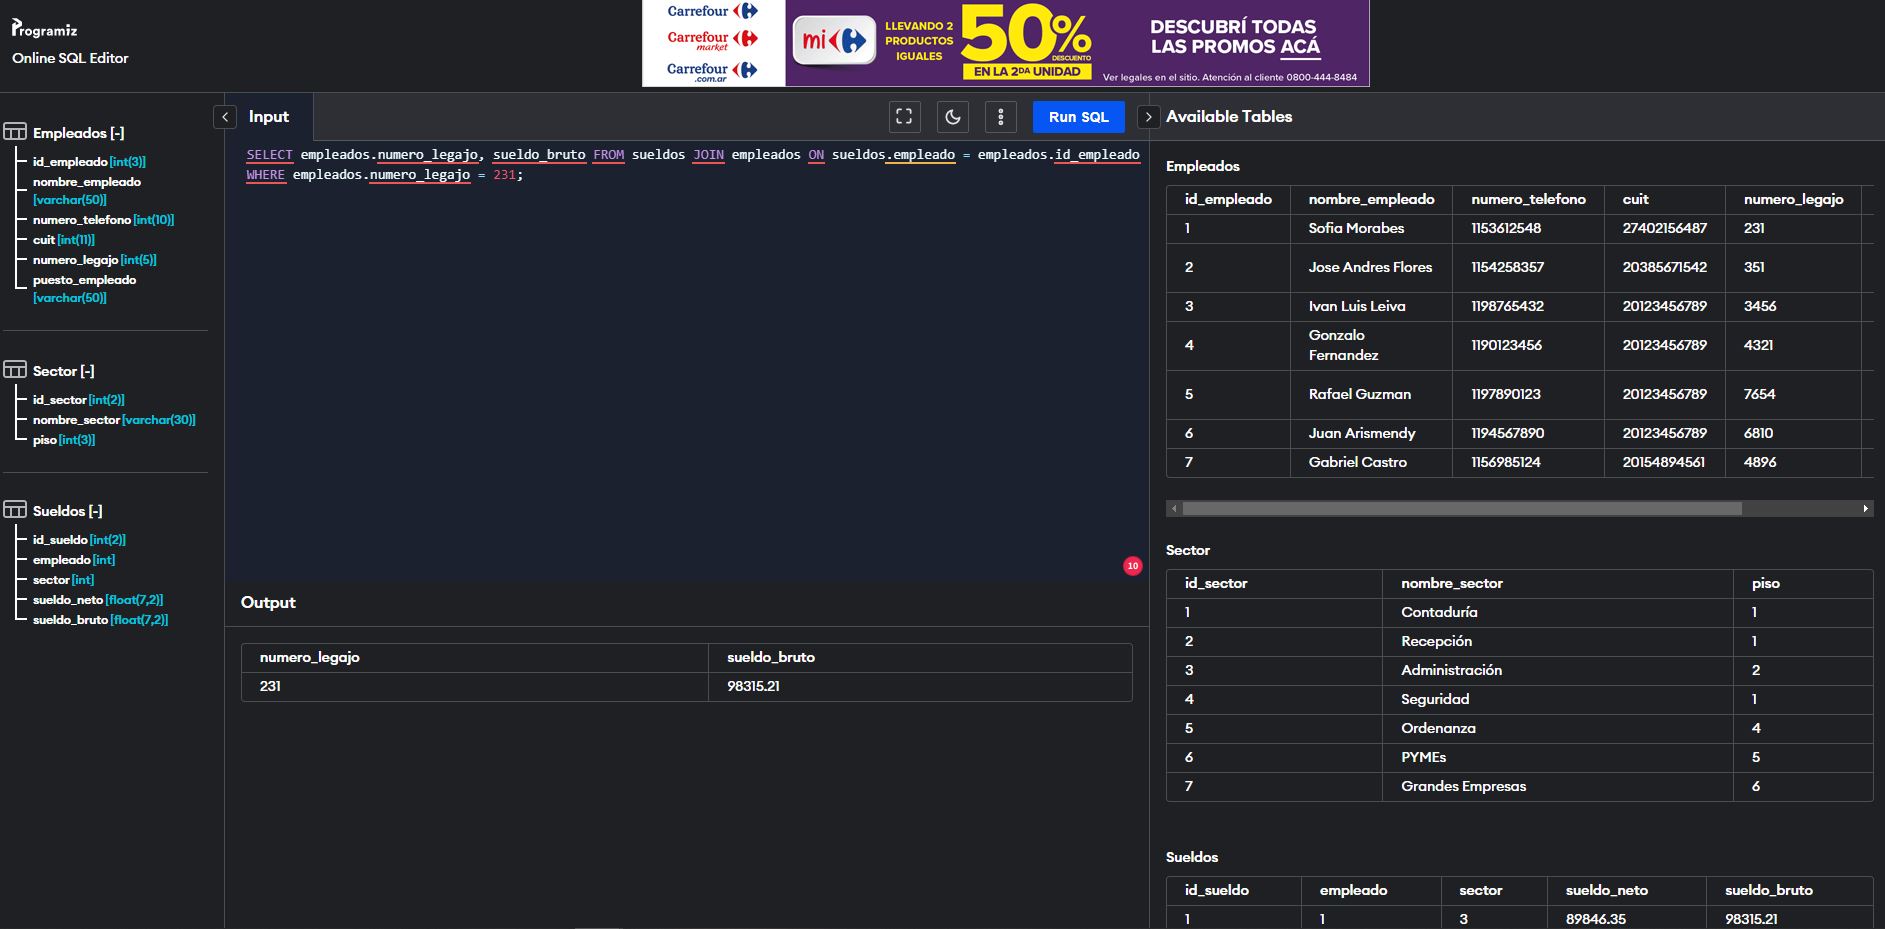 Programiz
Online SQL Editor
Carrefour
Carrefour
market
Carrefour
.com.ar
mi
LLEVANDO 2
PRODUCTOS
IGUALES
50%
DESCUENTO
EN LA 2DA UNIDAD
DESCUBRÍ TODAS
LAS PROMOS ACÁ
Ver legales en el sitio. Atención al cliente 0800-444-8484
Empleados [-]
id_empleado [int(3)]
nombre_empleado
[varchar(50)]
numero_telefono [int(10)]
cuit [int(11)]
numero_legajo [int(5)]
puesto_empleado
[varchar(50)]
Sector [-]
id_sector [int(2)]
nombre_sector [varchar(30)]
piso [int(3)]
Sueldos [-]
id_sueldo [int(2)]
empleado [int]
sector [int]
sueldo_neto [float(7,2)]
sueldo_bruto [float(7,2)]
Input
Run SQL
SELECT empleados.numero_legajo, sueldo_bruto FROM sueldos JOIN empleados ON sueldos.empleado = empleados.id_empleado
WHERE empleados.numero_legajo = 231;
10
Output
numero_legajo sueldo_bruto
231 98315.21
Available Tables
Empleados
id_empleado nombre_empleado numero_telefono cuit numero_legajo
1 Sofia Morabes 1153612548 27402156487 231
2 Jose Andres Flores 1154258357 20385671542 351
3 Ivan Luis Leiva 1198765432 20123456789 3456
4 Gonzalo Fernandez 1190123456 20123456789 4321
5 Rafael Guzman 1197890123 20123456789 7654
6 Juan Arismendy 1194567890 20123456789 6810
7 Gabriel Castro 1156985124 20154894561 4896
Sector
id_sector nombre_sector piso
1 Contaduría 1
2 Recepción 1
3 Administración 2
4 Seguridad 1
5 Ordenanza 4
6 PYMEs 5
7 Grandes Empresas 6
Sueldos
id_sueldo empleado sector sueldo_neto sueldo_bruto
1 1 3 89846.35 98315.21